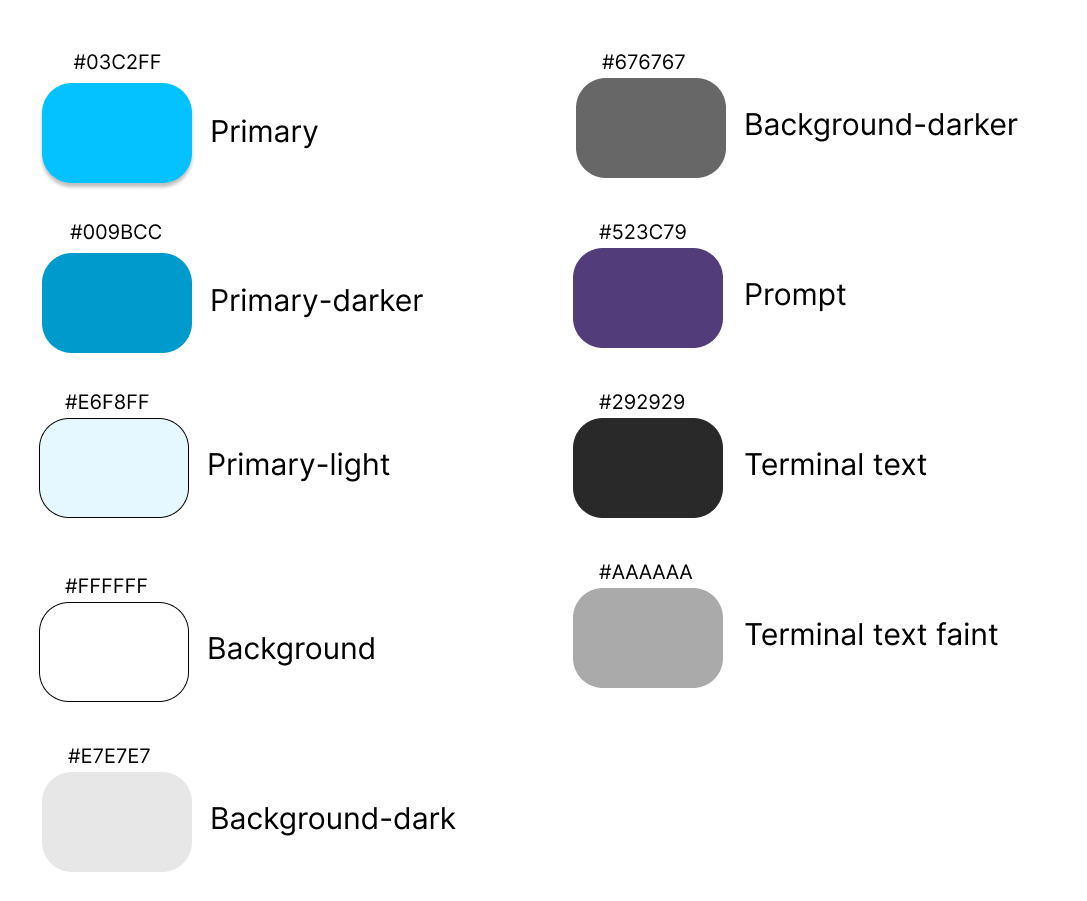 #03C2FF
Primary
#009BCC
Primary-darker
#E6F8FF
Primary-light
#FFFFFF
Background
#E7E7E7
Background-dark
#676767
Background-darker
#523C79
Prompt
#292929
Terminal text
#AAAAAA
Terminal text faint